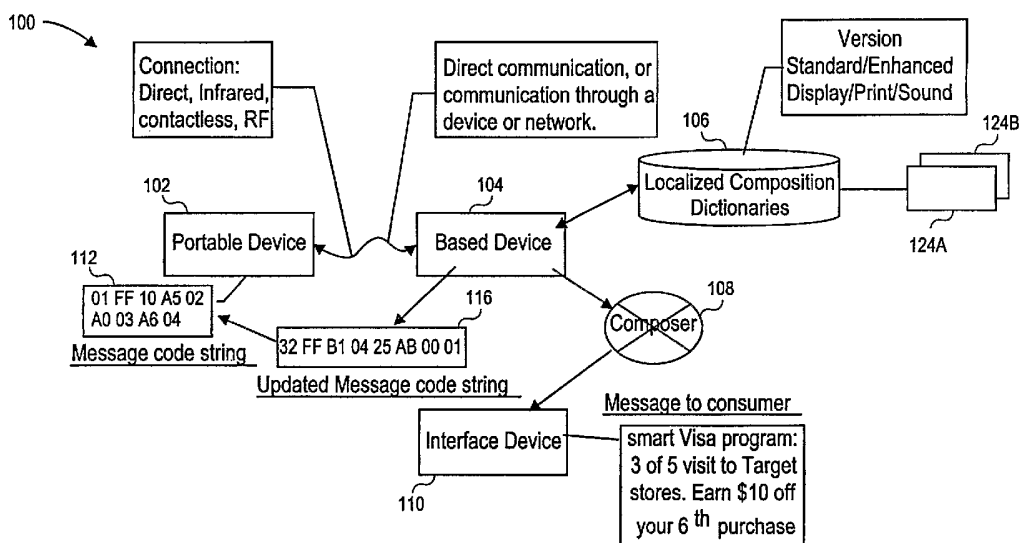 100
Connection:
Direct, Infrared,
contactless, RF
Direct communication, or
communication through a
device or network.
Version
Standard/Enhanced
Display/Print/Sound
106
124B
Localized Composition
Dictionaries
124A
102
Portable Device
104
Based Device
112
01 FF 10 A5 02
A0 03 A6 04
Message code string
116
32 FF B1 04 25 AB 00 01
Updated Message code string
108
Composer
Interface Device
110
Message to consumer
smart Visa program:
3 of 5 visit to Target
stores. Earn $10 off
your 6th purchase